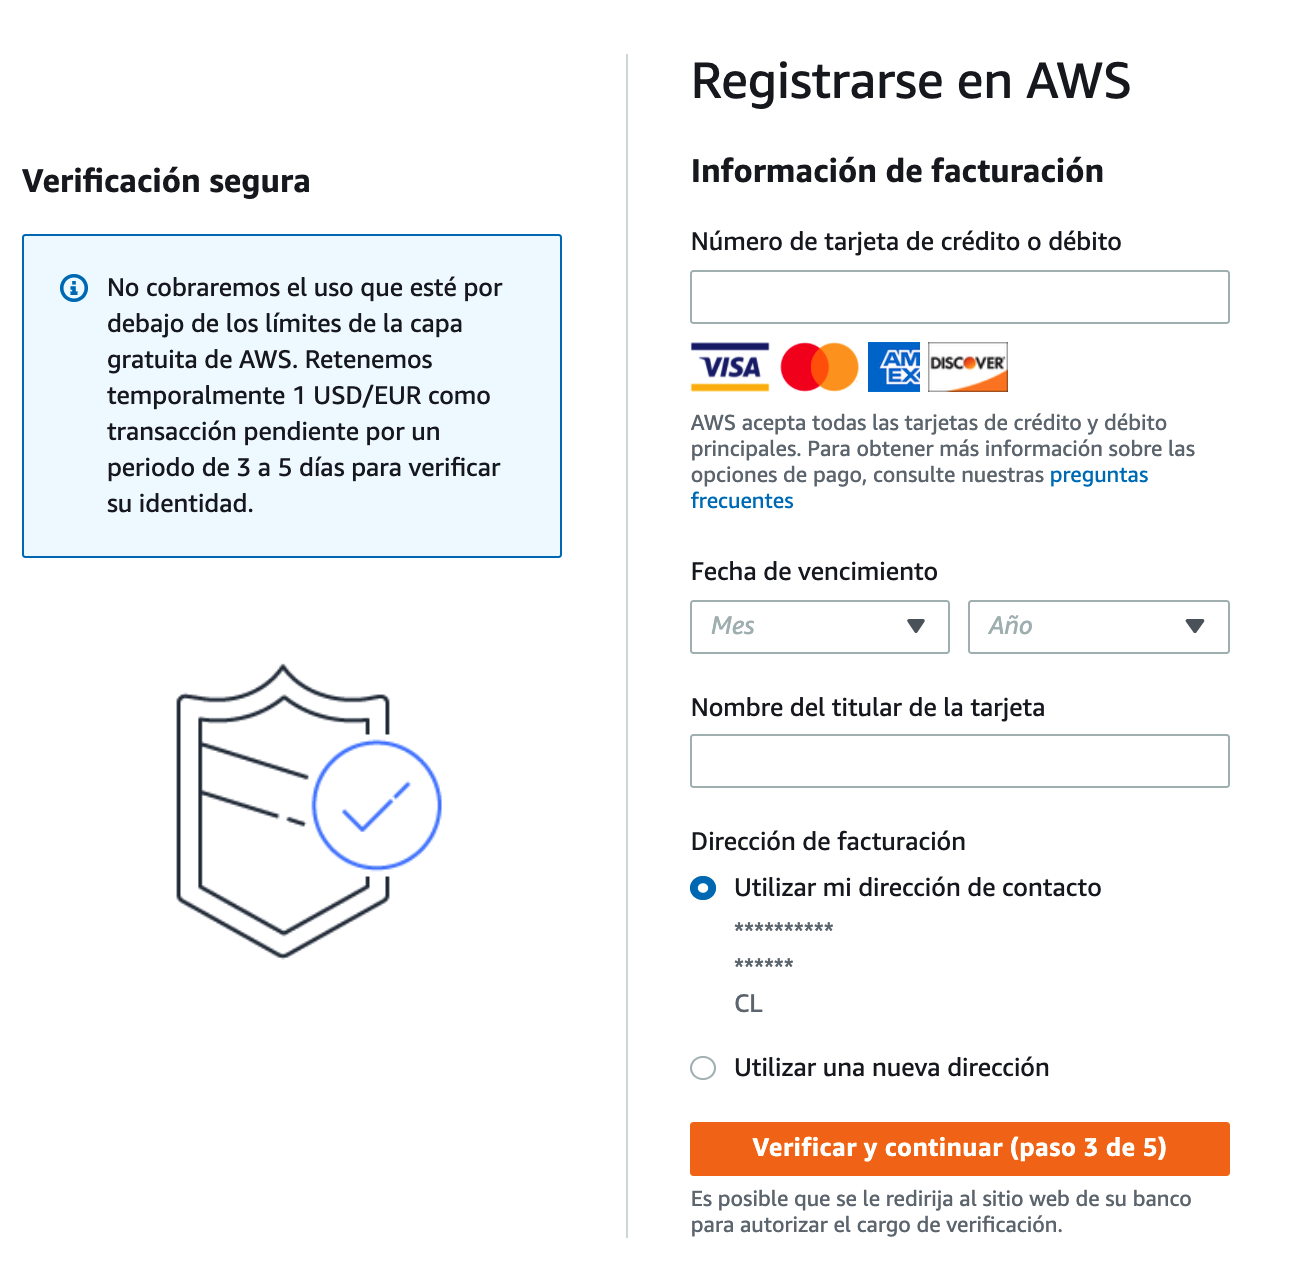 Verificación segura
No cobraremos el uso que esté por
debajo de los límites de la capa
gratuita de AWS. Retenemos
temporalmente 1 USD/EUR como
transacción pendiente por un
periodo de 3 a 5 días para verificar
su identidad.
Registrarse en AWS
Información de facturación
Número de tarjeta de crédito o débito
VISA
AM
EX
DISCOVER
AWS acepta todas las tarjetas de crédito y débito
principales. Para obtener más información sobre las
opciones de pago, consulte nuestras preguntas
frecuentes
Fecha de vencimiento
Mes
Año
Nombre del titular de la tarjeta
Dirección de facturación
Utilizar mi dirección de contacto
**********
******
CL
Utilizar una nueva dirección
Verificar y continuar (paso 3 de 5)
Es posible que se le redirija al sitio web de su banco
para autorizar el cargo de verificación.